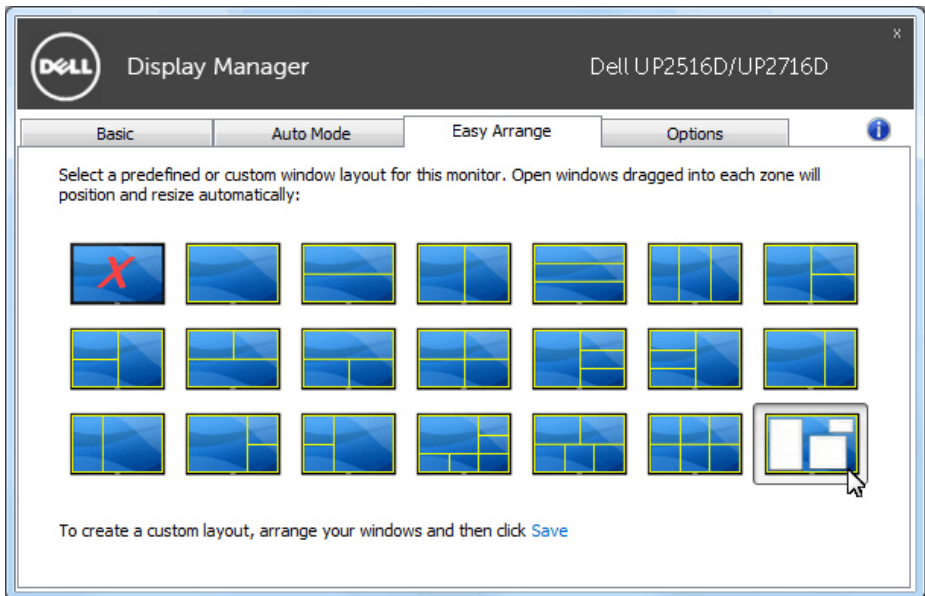 x
DELL
Display Manager
Dell UP2516D/UP2716D
Basic
Auto Mode
Easy Arrange
Options
i
Select a predefined or custom window layout for this monitor. Open windows dragged into each zone will
position and resize automatically:
X
To create a custom layout, arrange your windows and then click Save